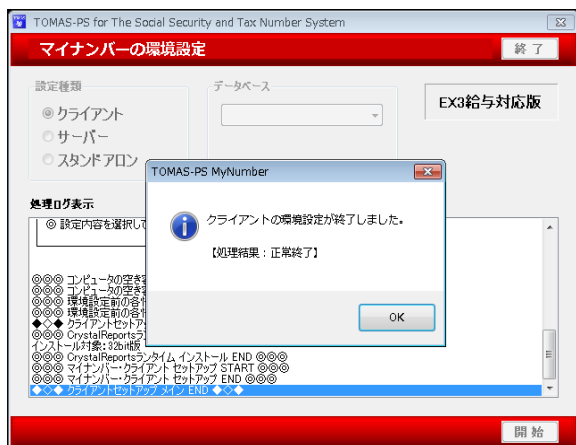 TOMAS-PS for The Social Security and Tax Number System
マイナンバーの環境設定
終 了
設定種類
データベース
クライアント
サーバー
スタンドアロン
EX3給与対応版
TOMAS-PS MyNumber
クライアントの環境設定が終了しました。
【処理結果:正常終了】
OK
処理ログ表示
◎ 設定内容を選択して
◎◎◎ コンピュータの空き
◎◎◎ コンピュータの空き
◎◎◎ 環境設定前の各
◎◎◎ 環境設定前の各
◆◇◆ クライアントセットア
◎◎◎ CrystalReportsラ
インストール対象:32bit版
◎◎◎ CrystalReportsランタイム インストール END ◎◎◎
◎◎◎ マイナンバー・クライアント セットアップ START ◎◎◎
◎◎◎ マイナンバー・クライアント セットアップ END ◎◎◎
◆◇◆ クライアントセットアップ メイン END ◆◇◆
開 始